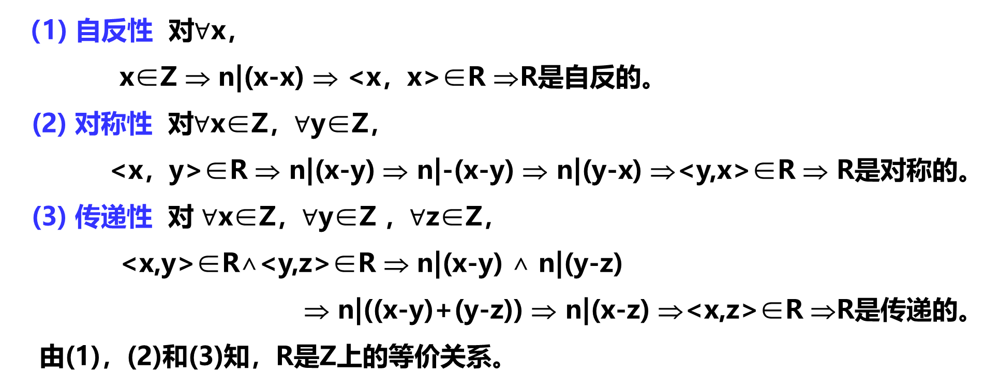 (1) 自反性 对∀x，
x∈Z ⇒ n|(x-x) ⇒ <x，x>∈R ⇒R是自反的。
(2) 对称性 对∀x∈Z，∀y∈Z，
<x，y>∈R ⇒ n|(x-y) ⇒ n|-(x-y) ⇒ n|(y-x) ⇒<y,x>∈R ⇒ R是对称的。
(3) 传递性 对 ∀x∈Z，∀y∈Z ，∀z∈Z，
<x,y>∈R∧<y,z>∈R ⇒ n|(x-y) ∧ n|(y-z)
⇒ n|((x-y)+(y-z)) ⇒ n|(x-z) ⇒<x,z>∈R ⇒R是传递的。
由(1)，(2)和(3)知，R是Z上的等价关系。